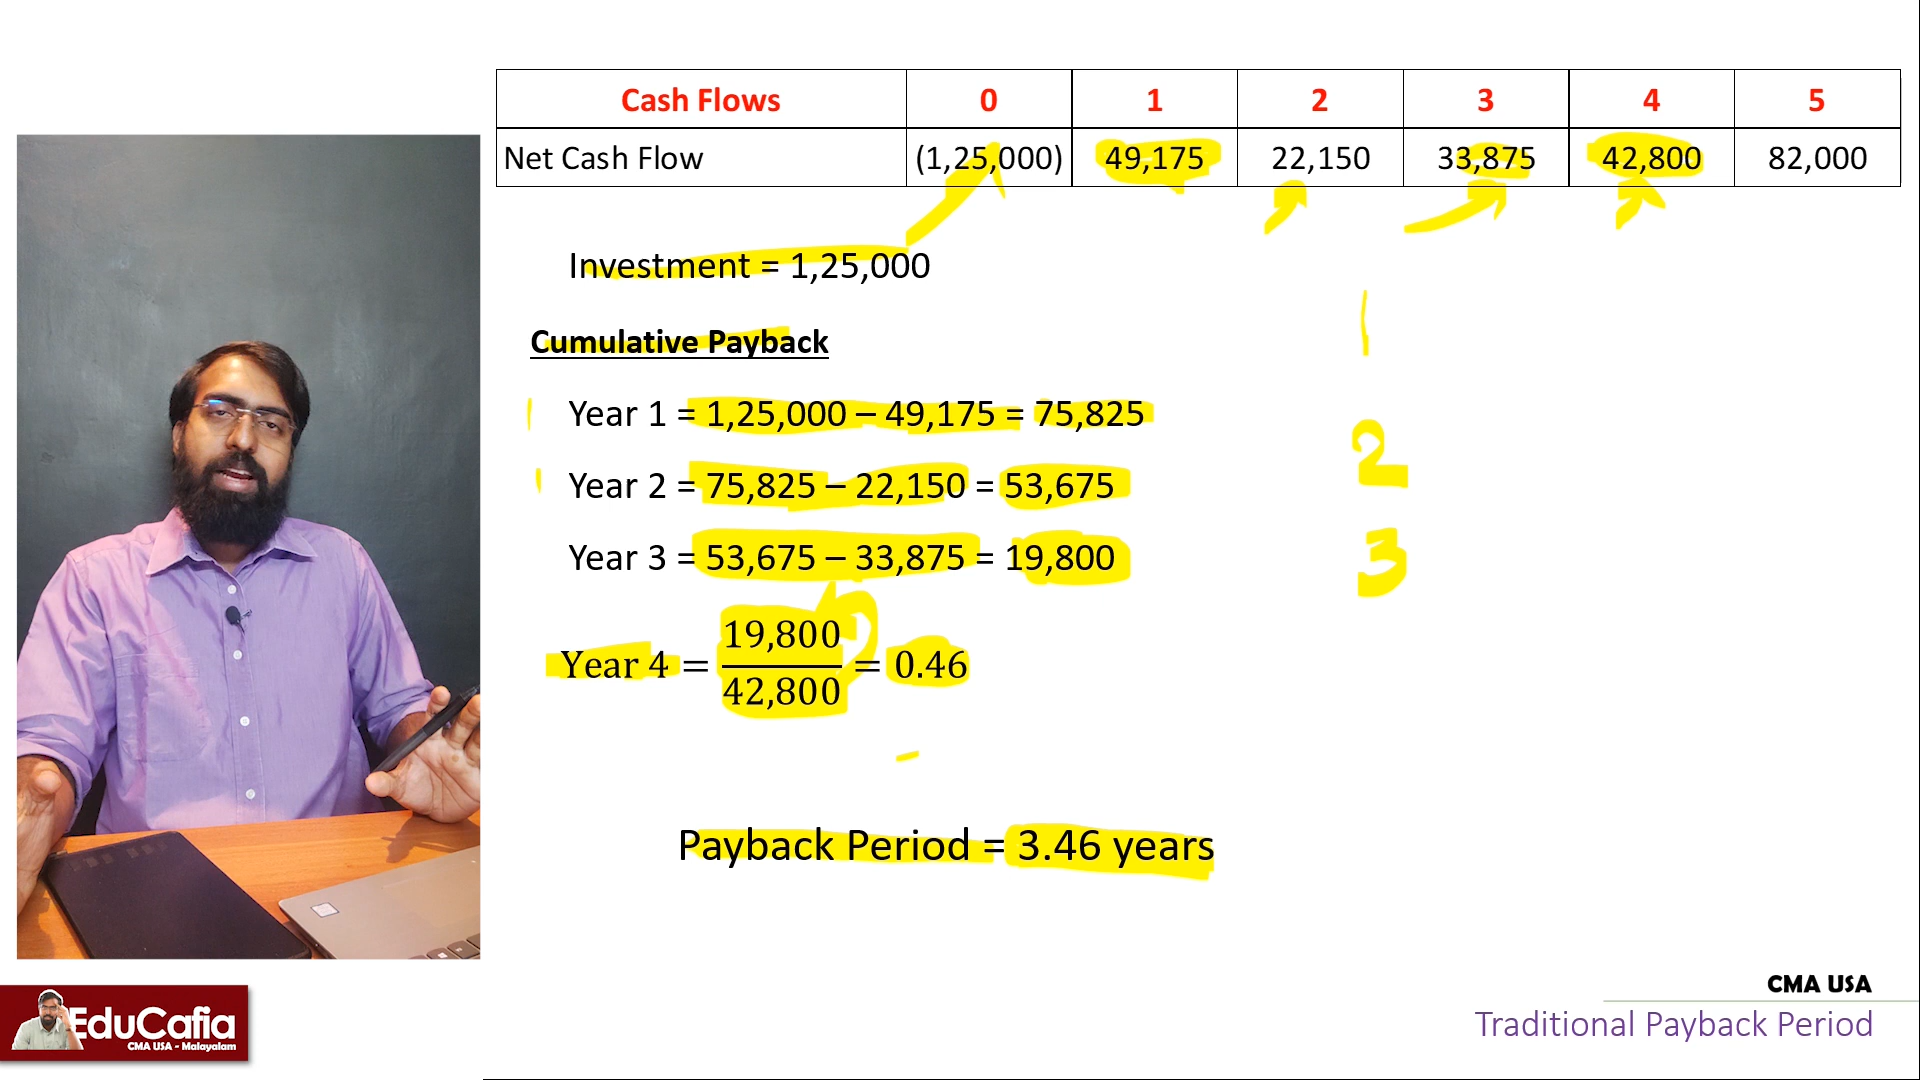 Cash Flows 0 1 2 3 4 5
Net Cash Flow (1,25,000) 49,175 22,150 33,875 42,800 82,000
Investment = 1,25,000
1
Cumulative Payback
Year 1 = 1,25,000 – 49,175 = 75,825
2
Year 2 = 75,825 – 22,150 = 53,675
Year 3 = 53,675 – 33,875 = 19,800
3
Year 4 = 19,800/42,800 = 0.46
Payback Period = 3.46 years
CMA USA
Traditional Payback Period
EduCafia
CMA USA - Malayalam